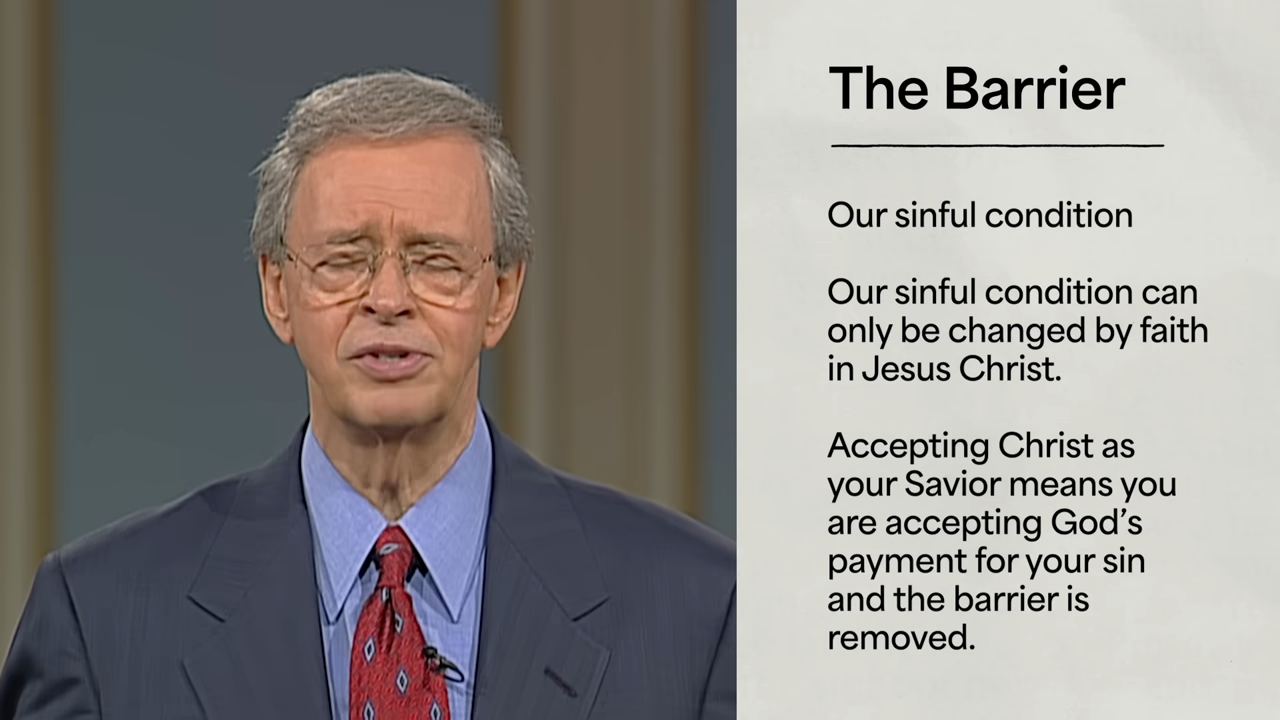 The Barrier
Our sinful condition
Our sinful condition can
only be changed by faith
in Jesus Christ.
Accepting Christ as
your Savior means you
are accepting God’s
payment for your sin
and the barrier is
removed.